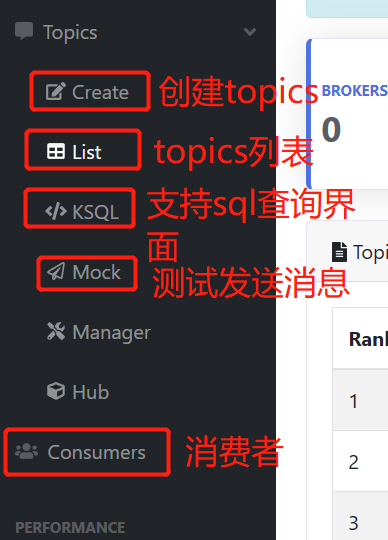 Topics
Create 创建topics
BROKERS
0
List topics列表
KSQL 支持sql查询界
面
Topi
Mock 测试发送消息
Manager
Rank
Hub
1
Consumers 消费者
2
PERFORMANCE
3